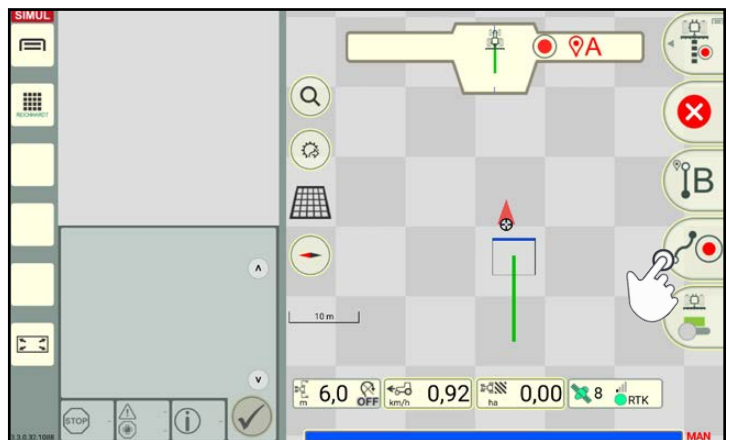 SIMUL
A
REICHHARDT
B
10 m
m 6,0 OFF km/h 0,92 ha 0,00 8 RTK
STOP
MAN